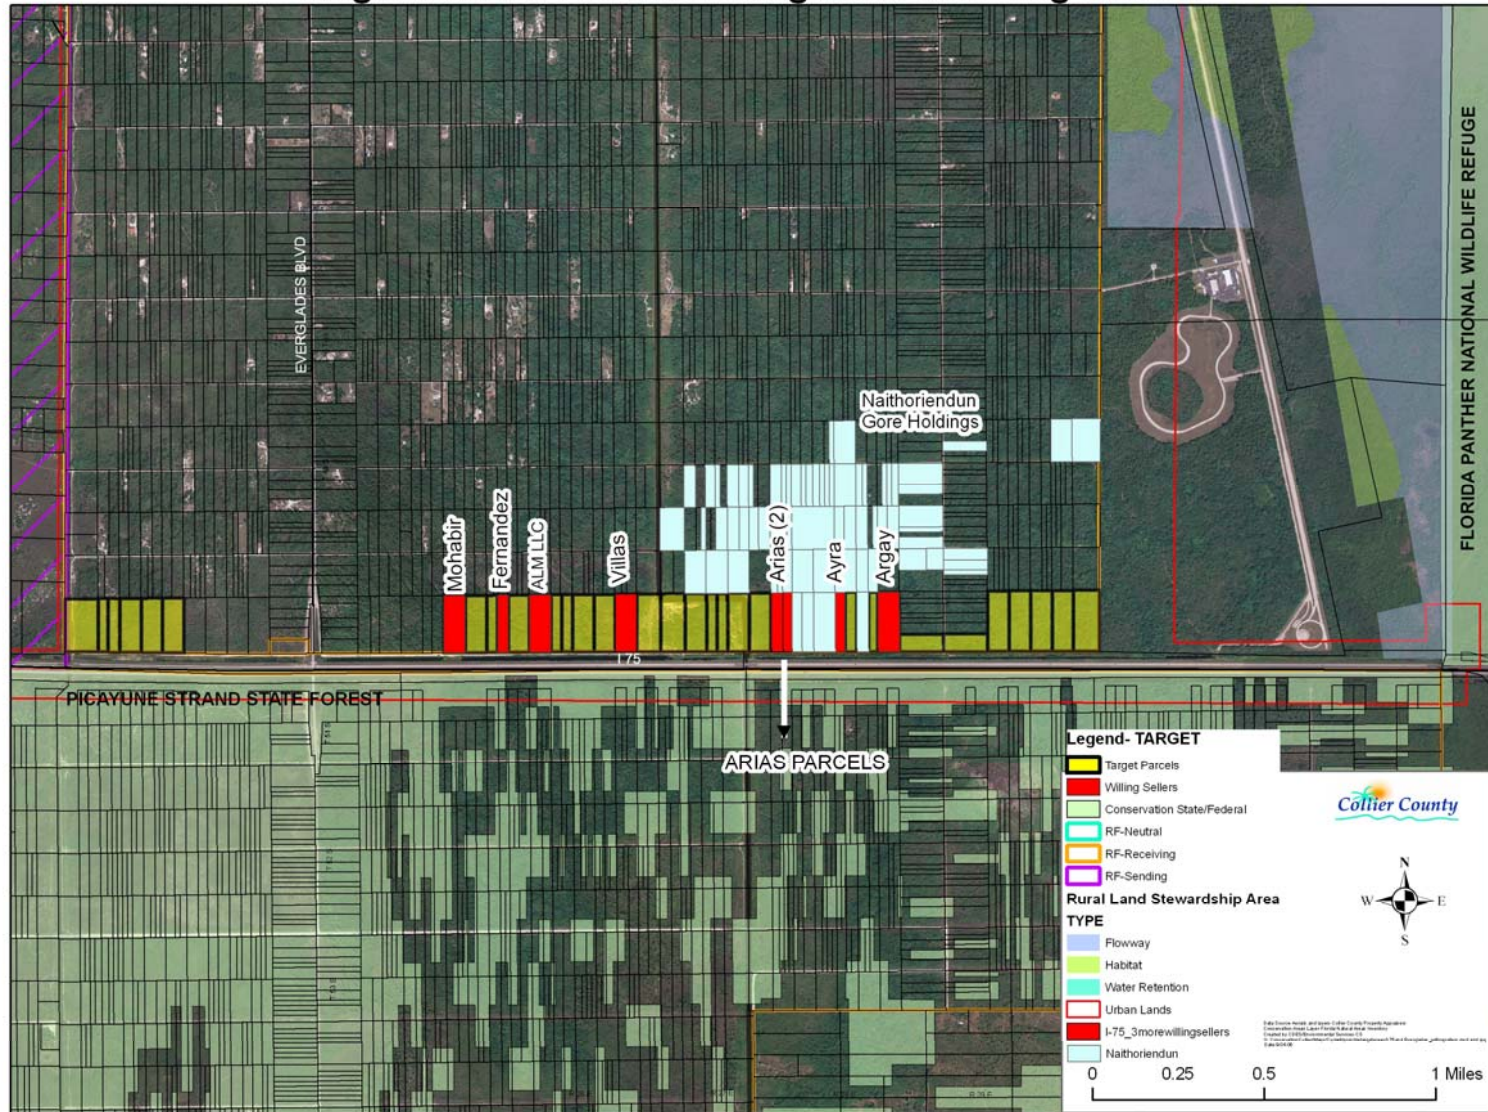 EVERGLADES BLVD
FLORIDA PANTHER NATIONAL WILDLIFE REFUGE
Naithoriendun
Gore Holdings
Mohabir
Fernandez
ALM LLC
Villas
Arias (2)
Ayra
Argay
I 75
PICAYUNE STRAND STATE FOREST
ARIAS PARCELS
Legend- TARGET
Target Parcels
Willing Sellers
Conservation State/Federal
RF-Neutral
RF-Receiving
RF-Sending
Rural Land Stewardship Area
TYPE
Flowway
Habitat
Water Retention
Urban Lands
I-75_3morewillingsellers
Naithoriendun
Collier County
N
W
E
S
0 0.25 0.5 1 Miles